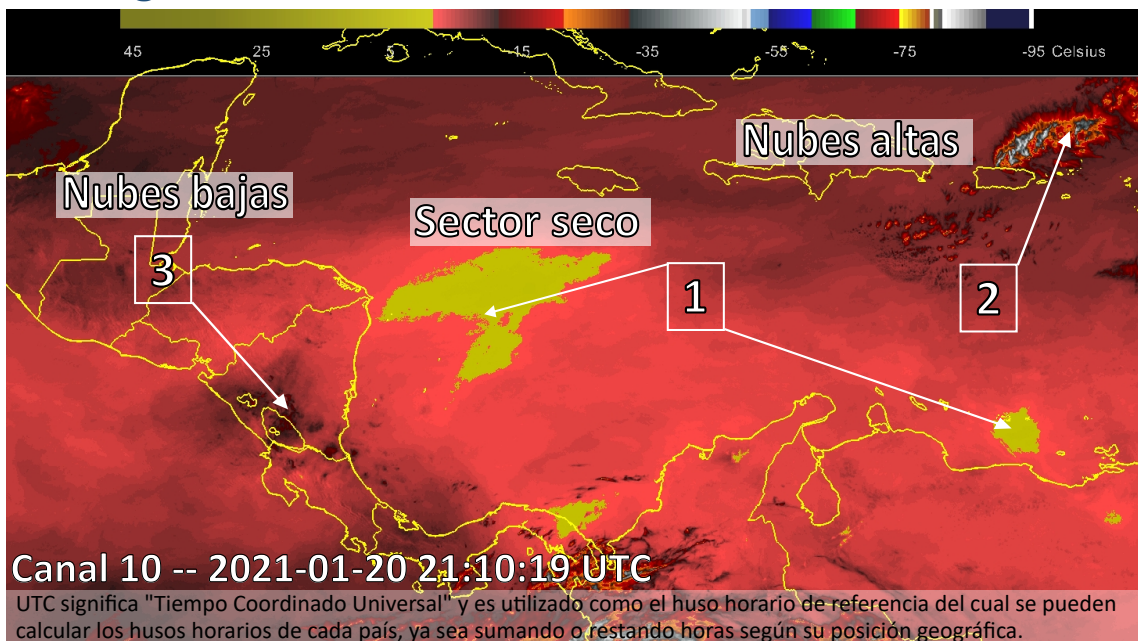 45 25 5 -15 -35 -55 -75 -95 Celsius
Nubes altas
Nubes bajas
Sector seco
3
1
2
Canal 10 -- 2021-01-20 21:10:19 UTC
UTC significa "Tiempo Coordinado Universal" y es utilizado como el huso horario de referencia del cual se pueden
calcular los husos horarios de cada país, ya sea sumando o restando horas según su posición geográfica.